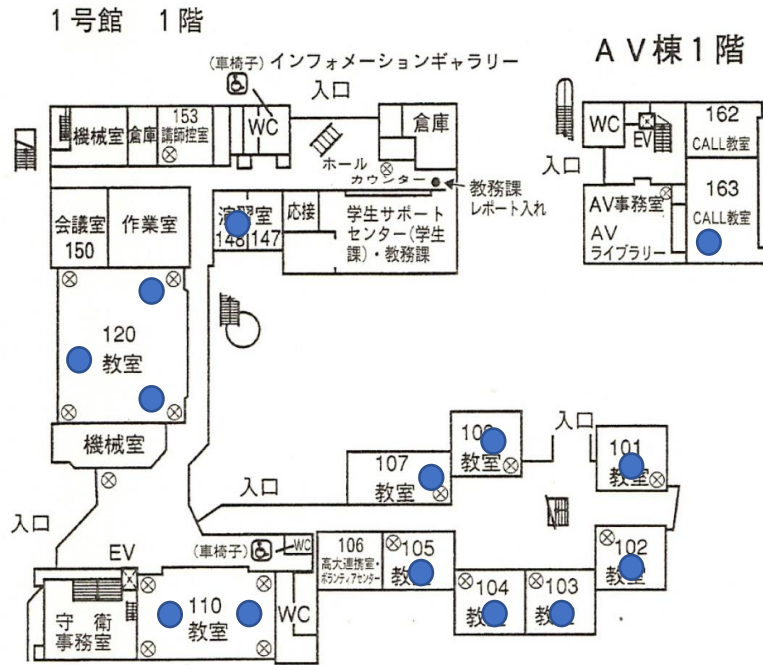 1号館 1階
(車椅子) インフォメーションギャラリー
入口
AV棟1階
機械室
倉庫
153
講師控室
WC
ホール
カウンター
倉庫
教務課
レポート入れ
WC
EV
162
CALL教室
入口
163
CALL教室
AV事務室
AV
ライブラリー
会議室
150
作業室
演習室
148
147
応接
学生サポート
センター(学生
課)・教務課
120
教室
機械室
入口
107
教室
教室
入口
101
教室
入口
EV
(車椅子)
WC
106
高大連携室・
ボランティアセンター
105
教
102
教室
104
教
103
教
守衛
事務室
110
教室
WC